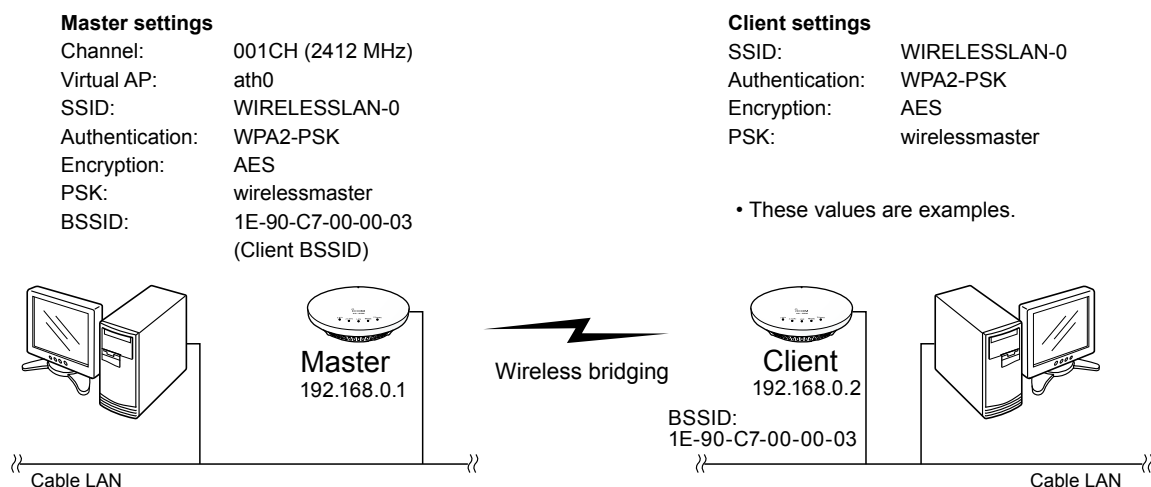 Master settings
Channel: 001CH (2412 MHz)
Virtual AP: ath0
SSID: WIRELESSLAN-0
Authentication: WPA2-PSK
Encryption: AES
PSK: wirelessmaster
BSSID: 1E-90-C7-00-00-03
(Client BSSID)
Client settings
SSID: WIRELESSLAN-0
Authentication: WPA2-PSK
Encryption: AES
PSK: wirelessmaster
• These values are examples.
Master
192.168.0.1
Wireless bridging
Client
192.168.0.2
BSSID:
1E-90-C7-00-00-03
Cable LAN
Cable LAN